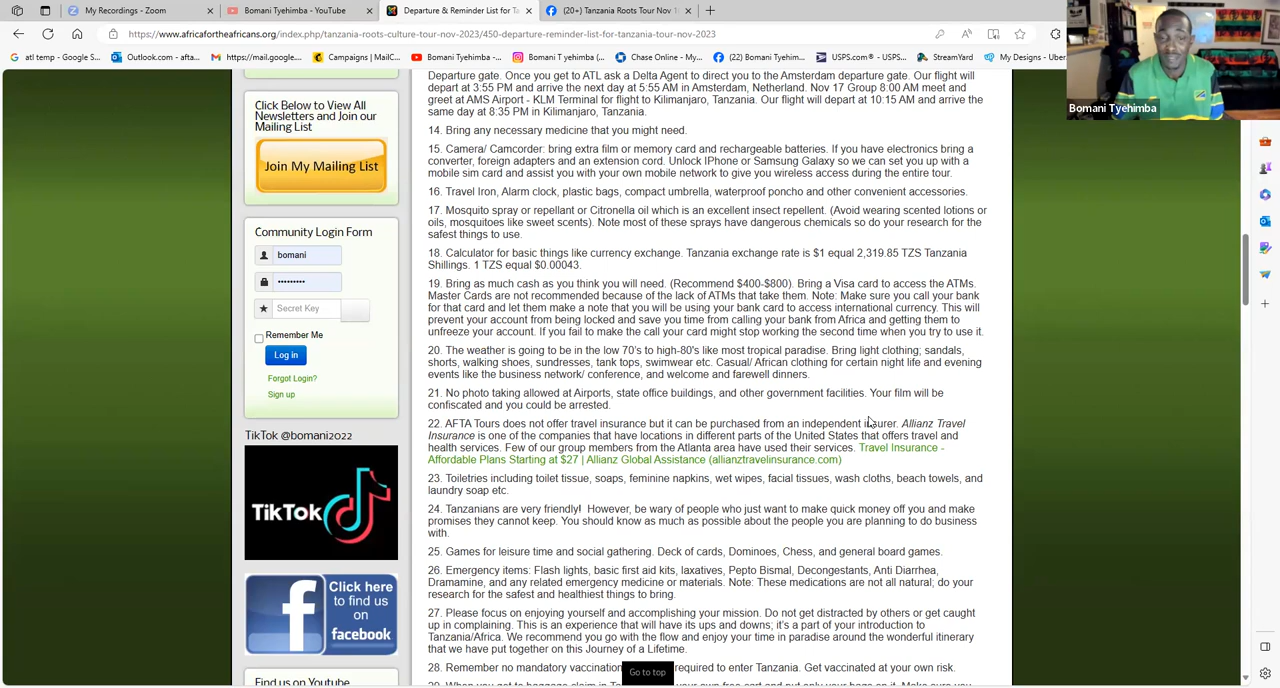 My Recordings - Zoom
Bomani Tyehimba - YouTube
Departure & Reminder List for Ta
(20+) Tanzania Roots Tour Nov 1
https://www.africafortheafricans.org/index.php/tanzania-roots-culture-tour-nov-2023/450-departure-reminder-list-for-tanzania-tour-nov-2023
atl temp - Google S...
Outlook.com - afta...
https://mail.google...
Campaigns | MailC...
Bomani Tyehimba -...
Bomani T yehimba (...
Chase Online - My...
(22) Bomani Tyehim...
USPS.com® - USPS...
StreamYard
My Designs - Uber
Bomani Tyehimba
Click Below to View All
Newsletters and Join our
Mailing List
Join My Mailing List
Community Login Form
bomani
•••••••••
Secret Key
Remember Me
Log in
Forgot Login?
Sign up
TikTok @bomani2022
TikTok
Click here
to find us
on
facebook
Find us on Youtube
Departure gate. Once you get to ATL ask a Delta Agent to direct you to the Amsterdam departure gate. Our flight will
depart at 3:55 PM and arrive the next day at 5:55 AM in Amsterdam, Netherland. Nov 17 Group 8:00 AM meet and
greet at AMS Airport - KLM Terminal for flight to Kilimanjaro, Tanzania. Our flight will depart at 10:15 AM and arrive the
same day at 8:35 PM in Kilimanjaro, Tanzania.
14. Bring any necessary medicine that you might need.
15. Camera/ Camcorder: bring extra film or memory card and rechargeable batteries. If you have electronics bring a
converter, foreign adapters and an extension cord. Unlock IPhone or Samsung Galaxy so we can set you up with a
mobile sim card and assist you with your own mobile network to give you wireless access during the entire tour.
16. Travel Iron, Alarm clock, plastic bags, compact umbrella, waterproof poncho and other convenient accessories.
17. Mosquito spray or repellant or Citronella oil which is an excellent insect repellent. (Avoid wearing scented lotions or
oils, mosquitoes like sweet scents). Note most of these sprays have dangerous chemicals so do your research for the
safest things to use.
18. Calculator for basic things like currency exchange. Tanzania exchange rate is $1 equal 2,319.85 TZS Tanzania
Shillings. 1 TZS equal $0.00043.
19. Bring as much cash as you think you will need. (Recommend $400-$800). Bring a Visa card to access the ATMs.
Master Cards are not recommended because of the lack of ATMs that take them. Note: Make sure you call your bank
for that card and let them make a note that you will be using your bank card to access international currency. This will
prevent your account from being locked and save you time from calling your bank from Africa and getting them to
unfreeze your account. If you fail to make the call your card might stop working the second time when you try to use it.
20. The weather is going to be in the low 70's to high-80's like most tropical paradise. Bring light clothing; sandals,
shorts, walking shoes, sundresses, tank tops, swimwear etc. Casual/ African clothing for certain night life and evening
events like the business network/ conference, and welcome and farewell dinners.
21. No photo taking allowed at Airports, state office buildings, and other government facilities. Your film will be
confiscated and you could be arrested.
22. AFTA Tours does not offer travel insurance but it can be purchased from an independent insurer. Allianz Travel
Insurance is one of the companies that have locations in different parts of the United States that offers travel and
health services. Few of our group members from the Atlanta area have used their services. Travel Insurance -
Affordable Plans Starting at $27 | Allianz Global Assistance (allianztravelinsurance.com)
23. Toiletries including toilet tissue, soaps, feminine napkins, wet wipes, facial tissues, wash cloths, beach towels, and
laundry soap etc.
24. Tanzanians are very friendly! However, be wary of people who just want to make quick money off you and make
promises they cannot keep. You should know as much as possible about the people you are planning to do business
with.
25. Games for leisure time and social gathering. Deck of cards, Dominoes, Chess, and general board games.
26. Emergency items: Flash lights, basic first aid kits, laxatives, Pepto Bismal, Decongestants, Anti Diarrhea,
Dramamine, and any related emergency medicine or materials. Note: These medications are not all natural; do your
research for the safest and healthiest things to bring.
27. Please focus on enjoying yourself and accomplishing your mission. Do not get distracted by others or get caught
up in complaining. This is an experience that will have its ups and downs; it's a part of your introduction to
Tanzania/Africa. We recommend you go with the flow and enjoy your time in paradise around the wonderful itinerary
that we have put together on this Journey of a Lifetime.
28. Remember no mandatory vaccination required to enter Tanzania. Get vaccinated at your own risk.
Go to top